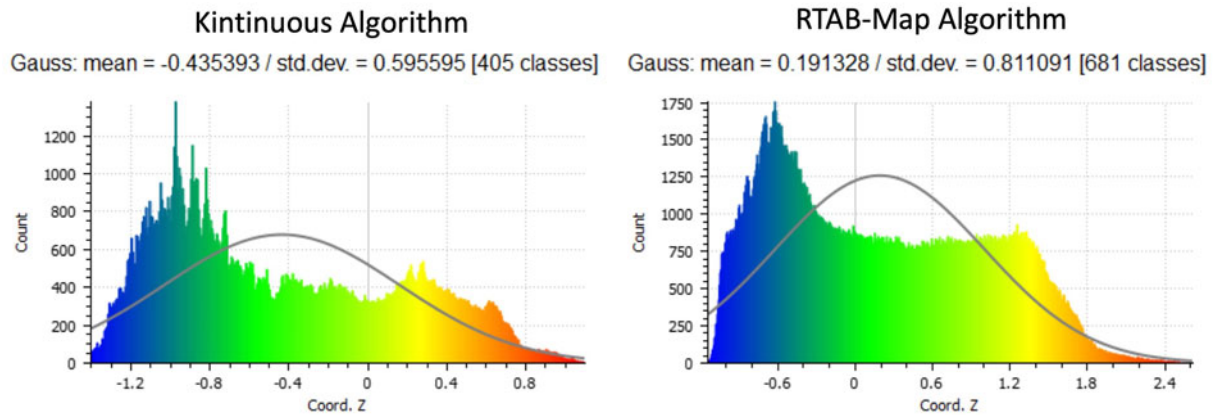 Kintinuous Algorithm
Gauss: mean = -0.435393 / std.dev. = 0.595595 [405 classes]
1200
1000
800
600
400
200
0
Count
-1.2 -0.8 -0.4 0 0.4 0.8
Coord. Z
RTAB-Map Algorithm
Gauss: mean = 0.191328 / std.dev. = 0.811091 [681 classes]
1750
1500
1250
1000
750
500
250
0
Count
-0.6 0 0.6 1.2 1.8 2.4
Coord. Z